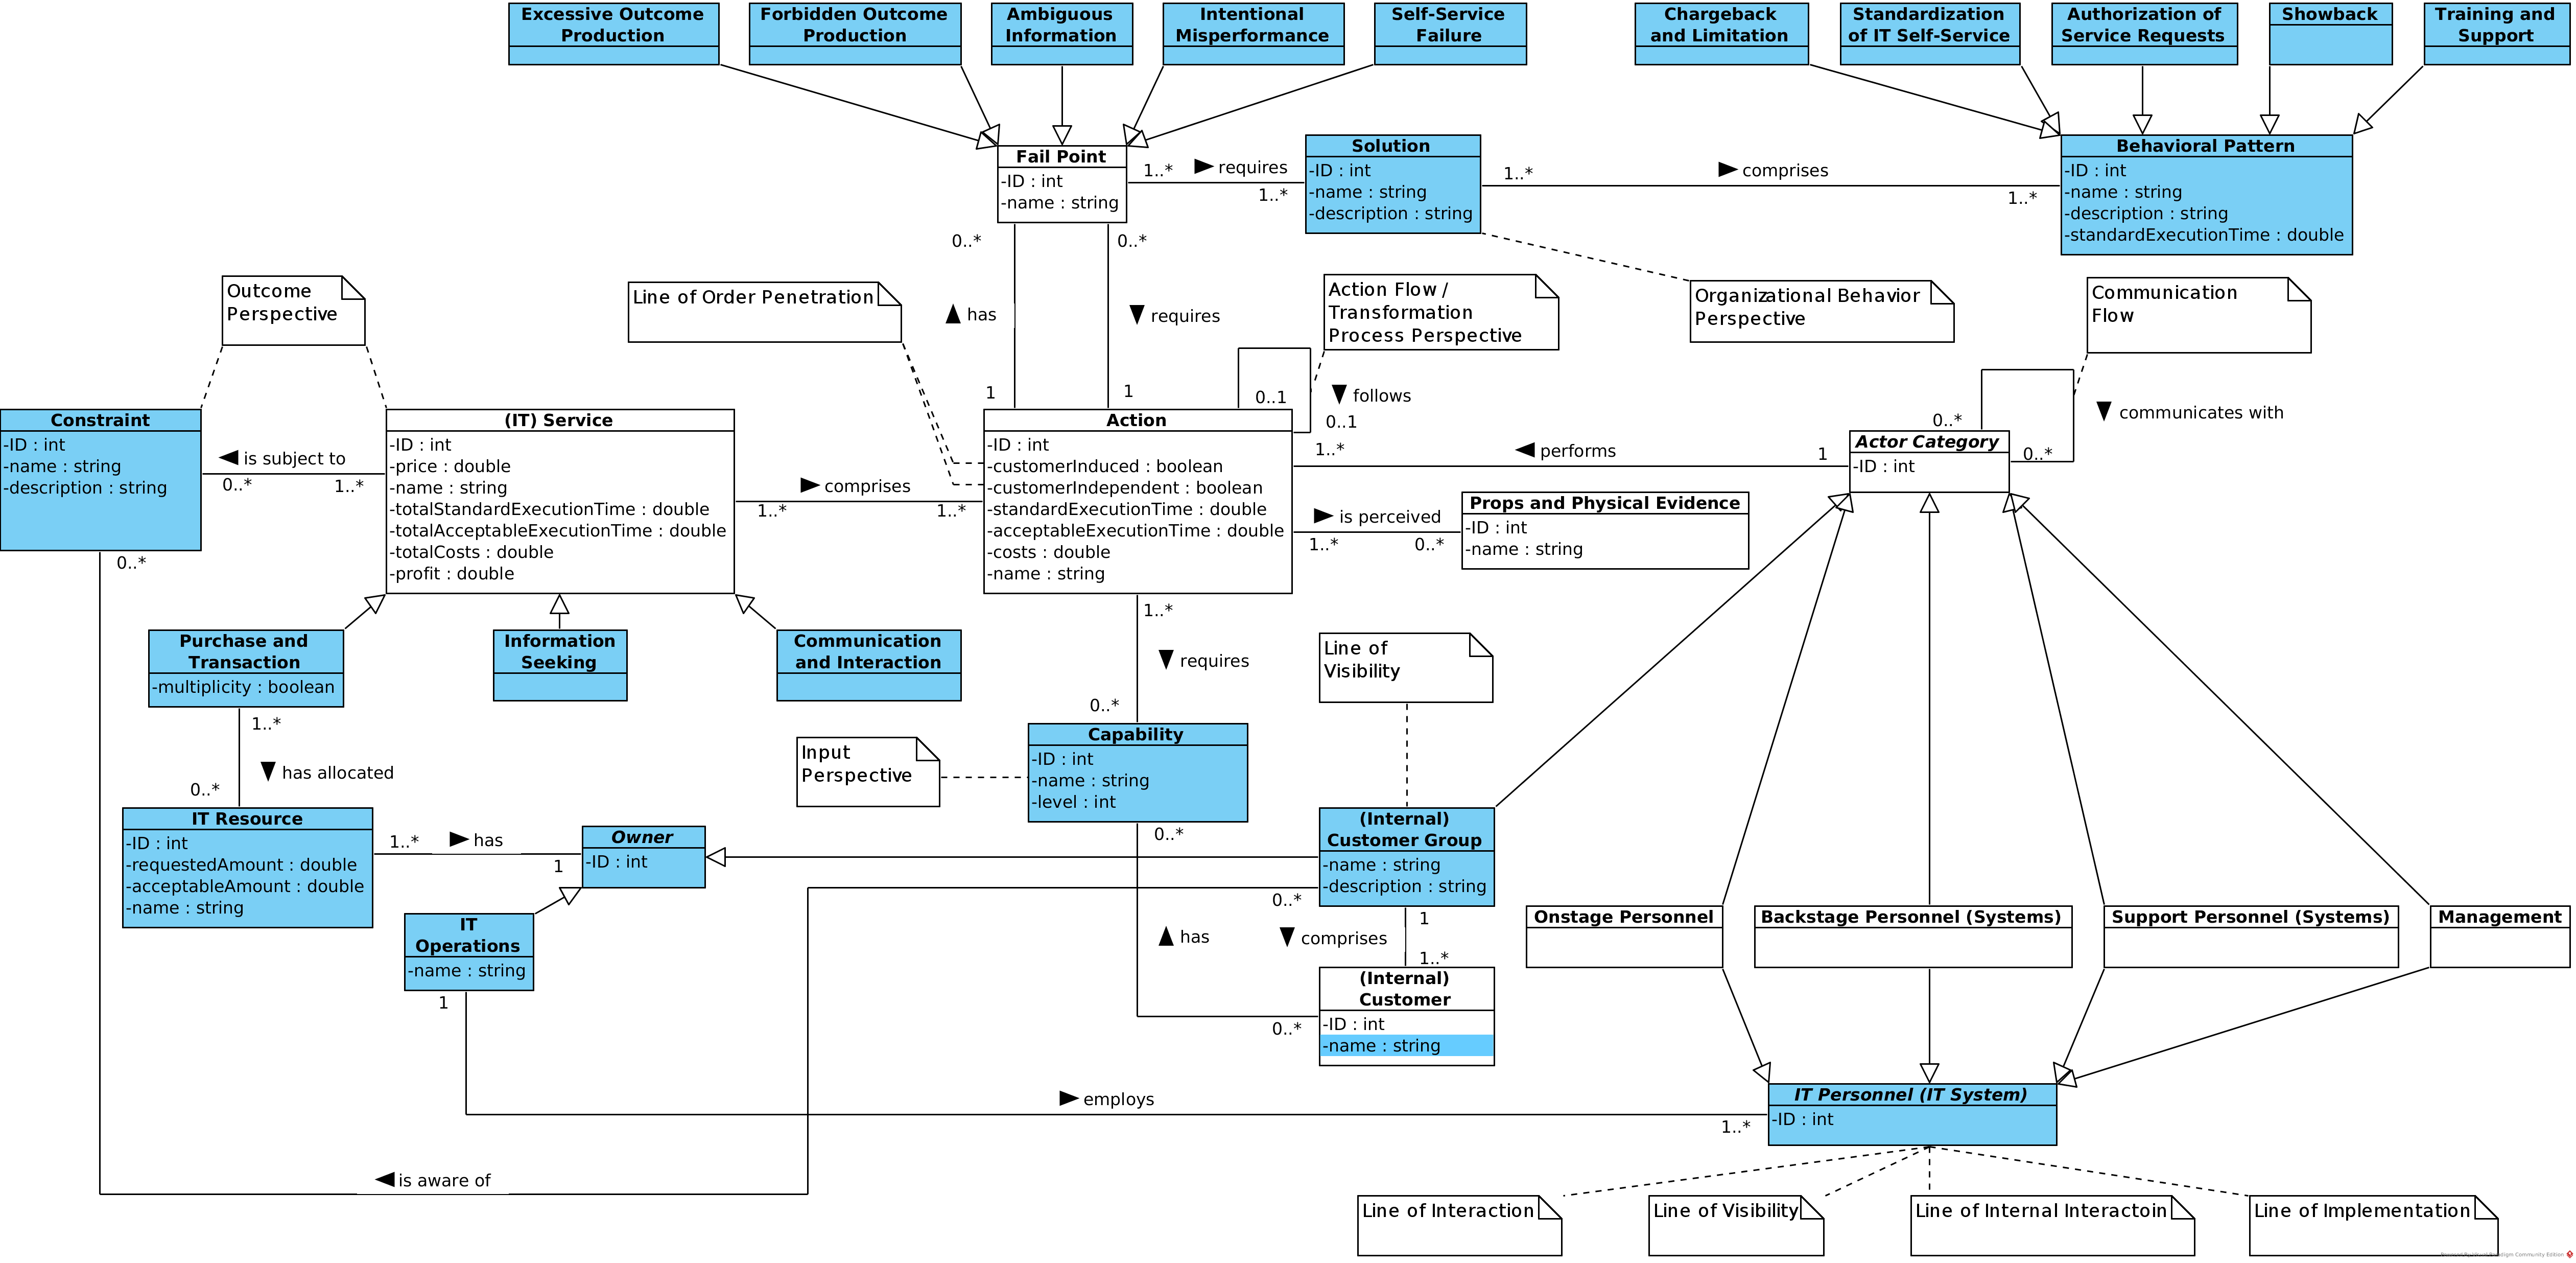 Excessive Outcome
Production
Forbidden Outcome
Production
Ambiguous
Information
Intentional
Misperformance
Self-Service
Failure
Chargeback
and Limitation
Standardization
of IT Self-Service
Authorization of
Service Requests
Showback
Training and
Support
Fail Point
-ID : int
-name : string
1..*
requires
1..*
Solution
-ID : int
-name : string
-description : string
1..*
comprises
1..*
Behavioral Pattern
-ID : int
-name : string
-description : string
-standardExecutionTime : double
0..*
has
1
0..*
requires
1
Outcome
Perspective
Line of Order Penetration
Action Flow /
Transformation
Process Perspective
Organizational Behavior
Perspective
Communication
Flow
0..1
follows
0..1
0..*
communicates with
0..*
Constraint
-ID : int
-name : string
-description : string
is subject to
0..*
1..*
(IT) Service
-ID : int
-price : double
-name : string
-totalStandardExecutionTime : double
-totalAcceptableExecutionTime : double
-totalCosts : double
-profit : double
comprises
1..*
1..*
Action
-ID : int
-customerInduced : boolean
-customerIndependent : boolean
-standardExecutionTime : double
-acceptableExecutionTime : double
-costs : double
-name : string
1..*
performs
1
Actor Category
-ID : int
is perceived
1..*
0..*
Props and Physical Evidence
-ID : int
-name : string
0..*
Purchase and
Transaction
-multiplicity : boolean
Information
Seeking
Communication
and Interaction
1..*
requires
0..*
Line of
Visibility
1..*
has allocated
0..*
Input
Perspective
Capability
-ID : int
-name : string
-level : int
0..*
IT Resource
-ID : int
-requestedAmount : double
-acceptableAmount : double
-name : string
1..*
has
1
Owner
-ID : int
(Internal)
Customer Group
-name : string
-description : string
0..*
IT
Operations
-name : string
1
has
1
comprises
1..*
(Internal)
Customer
-ID : int
-name : string
0..*
Onstage Personnel
Backstage Personnel (Systems)
Support Personnel (Systems)
Management
employs
1..*
IT Personnel (IT System)
-ID : int
is aware of
Line of Interaction
Line of Visibility
Line of Internal Interactoin
Line of Implementation